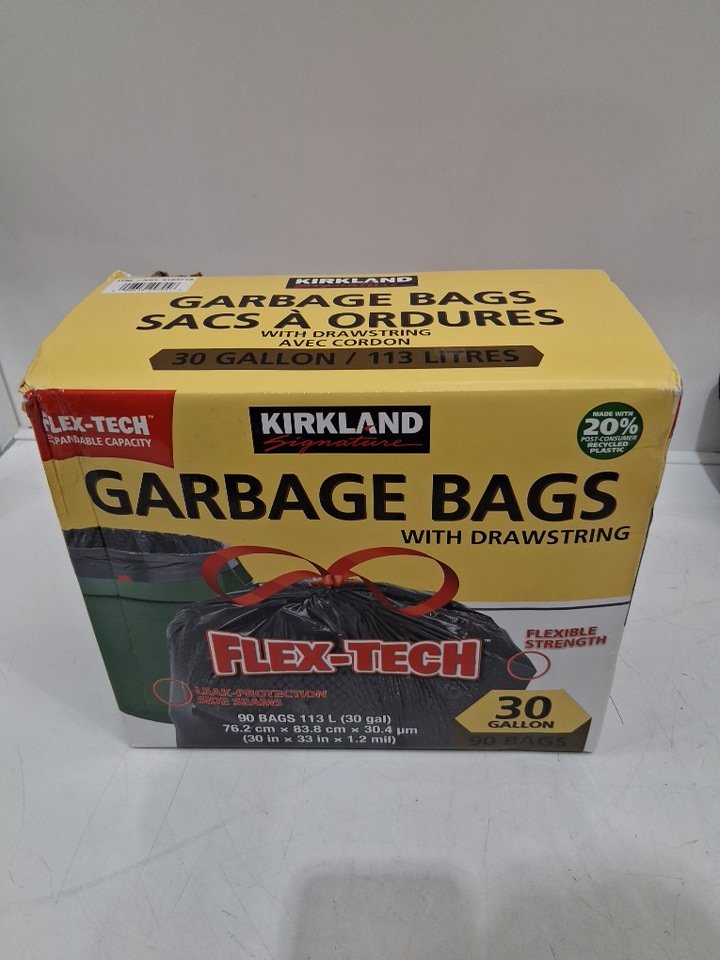 KIRKLAND
GARBAGE BAGS
SACS À ORDURES
WITH DRAWSTRING
AVEC CORDON
30 GALLON / 113 LITRES
FLEX-TECH™
EXPANDABLE CAPACITY
KIRKLAND
Signature
MADE WITH
20%
POST-CONSUMER
RECYCLED
PLASTIC
GARBAGE BAGS
WITH DRAWSTRING
FLEX-TECH™
FLEXIBLE
STRENGTH
LEAK-PROTECTION
SIDE SEAMS
90 BAGS 113 L (30 gal)
76.2 cm × 83.8 cm × 30.4 µm
(30 in × 33 in × 1.2 mil)
30
GALLON
90 BAGS